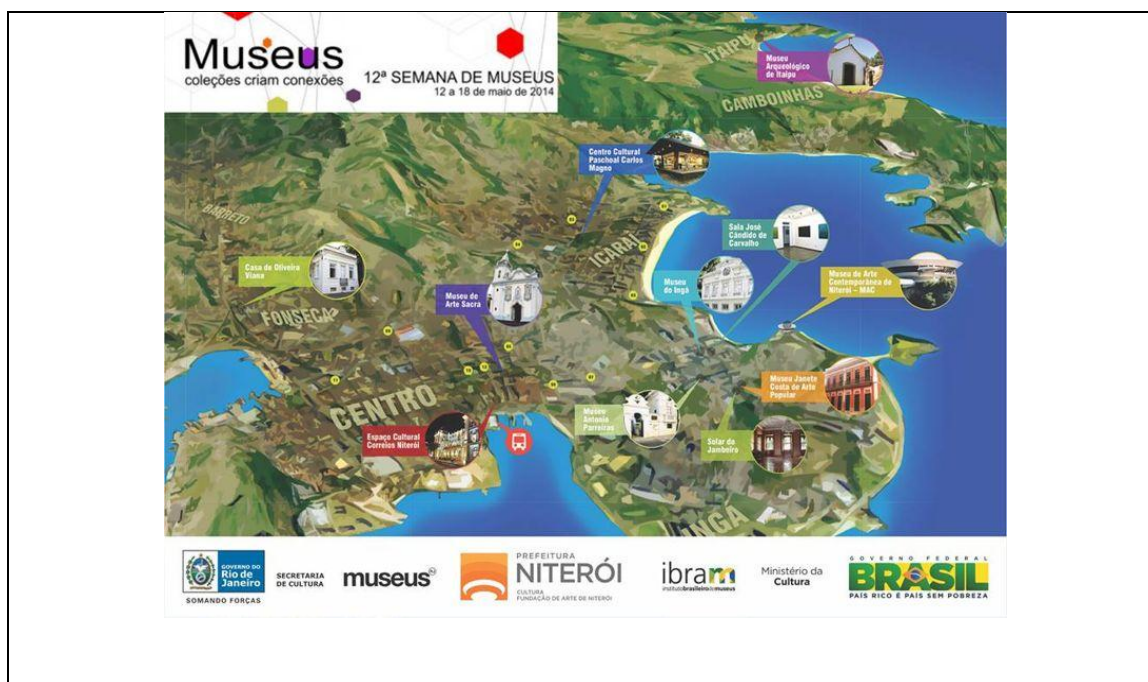 Museus
coleções criam conexões
12ª SEMANA DE MUSEUS
12 a 18 de maio de 2014
ITAIPU
Museu
Arqueológico
de Itaipu
CAMBOINHAS
Centro Cultural
Paschoal Carlos
Magno
BARRETO
ICARAÍ
Sala José
Cândido de
Carvalho
Casa de Oliveira
Viana
Museu de
Arte Sacra
Museu
do Ingá
Museu de Arte
Contemporânea de
Niterói – MAC
FONSECA
CENTRO
Museu Janete
Costa de Arte
Popular
Museu
Antonio
Parreiras
Espaço Cultural
Correios Niterói
Solar do
Jambeiro
INGÁ
GOVERNO DO
Rio de
Janeiro
SOMANDO FORÇAS
SECRETARIA
DE CULTURA
museus
PREFEITURA
NITERÓI
CULTURA
FUNDAÇÃO DE ARTE DE NITERÓI
ibram
institutobrasileirodemuseus
Ministério da
Cultura
GOVERNO FEDERAL
BRASIL
PAÍS RICO É PAÍS SEM POBREZA